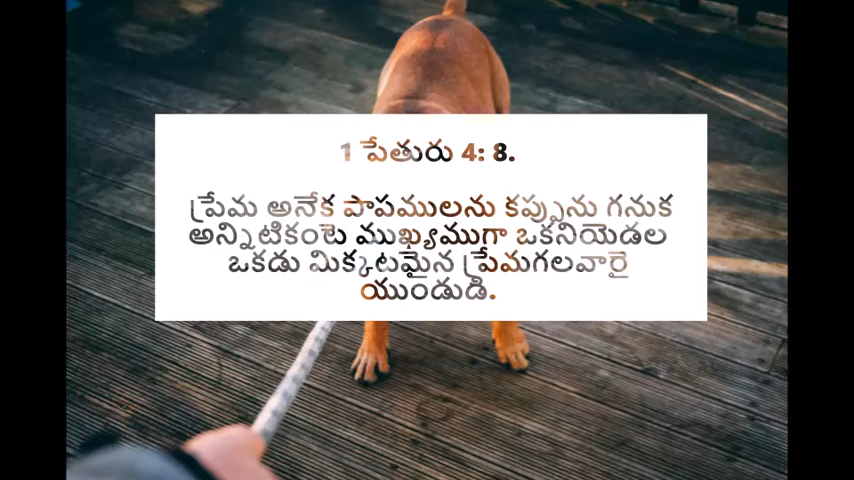 1 పేతురు 4: 8.
ప్రేమ అనేక పాపములను కప్పును గనుక
అన్నిటికంటె ముఖ్యముగా ఒకనియెడల
ఒకడు మిక్కటమైన ప్రేమగలవారై
యుండుడి.